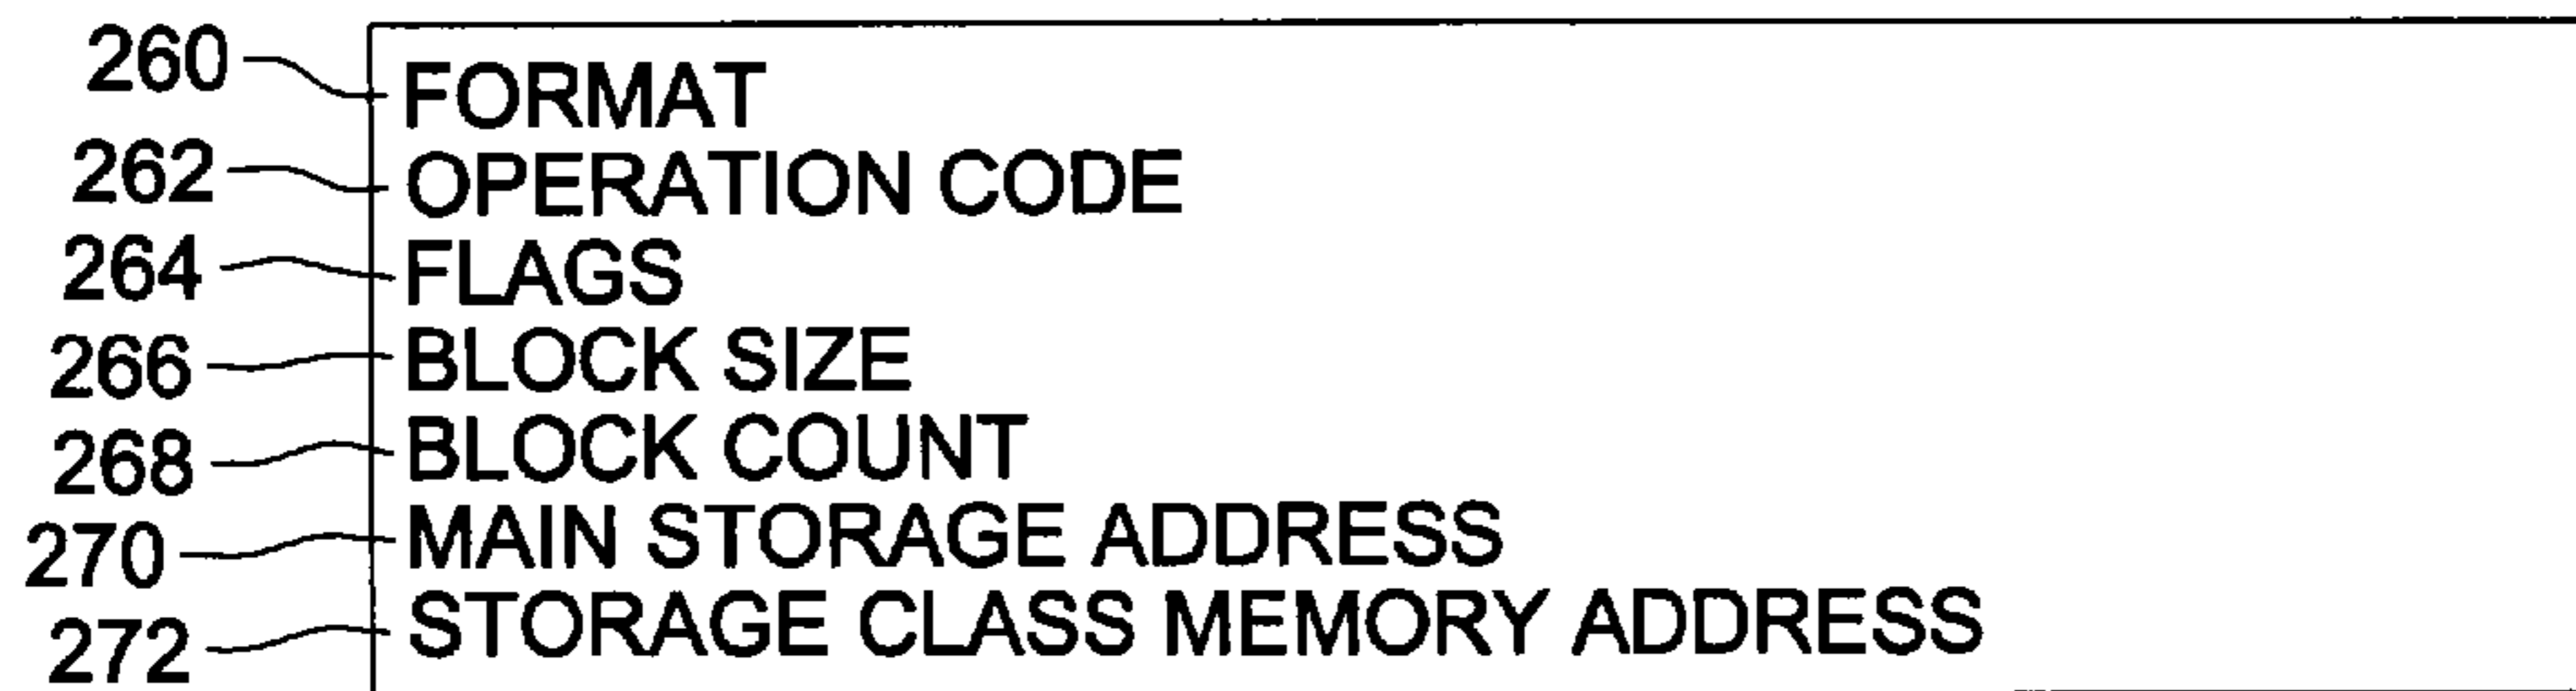 260 FORMAT
262 OPERATION CODE
264 FLAGS
266 BLOCK SIZE
268 BLOCK COUNT
270 MAIN STORAGE ADDRESS
272 STORAGE CLASS MEMORY ADDRESS